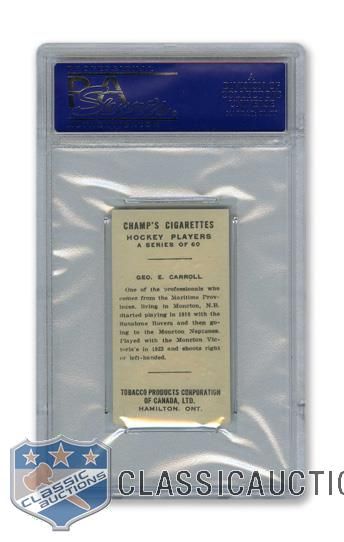 PSA
CHAMP'S CIGARETTES
HOCKEY PLAYERS
A SERIES OF 60
GEO. E. CARROLL
One of the professionals who
comes from the Maritime Prov-
inces, living in Moncton, N.B.
Started playing in 1916 with the
Sunshine Rovers and then go-
ing to the Moncton Neptunes.
Played with the Moncton Vic-
toria's in 1923 and shoots right
or left-handed.
TOBACCO PRODUCTS CORPORATION
OF CANADA, LTD.
HAMILTON, ONT.
CLASSIC
AUCTIONS
CLASSICAUCTIO